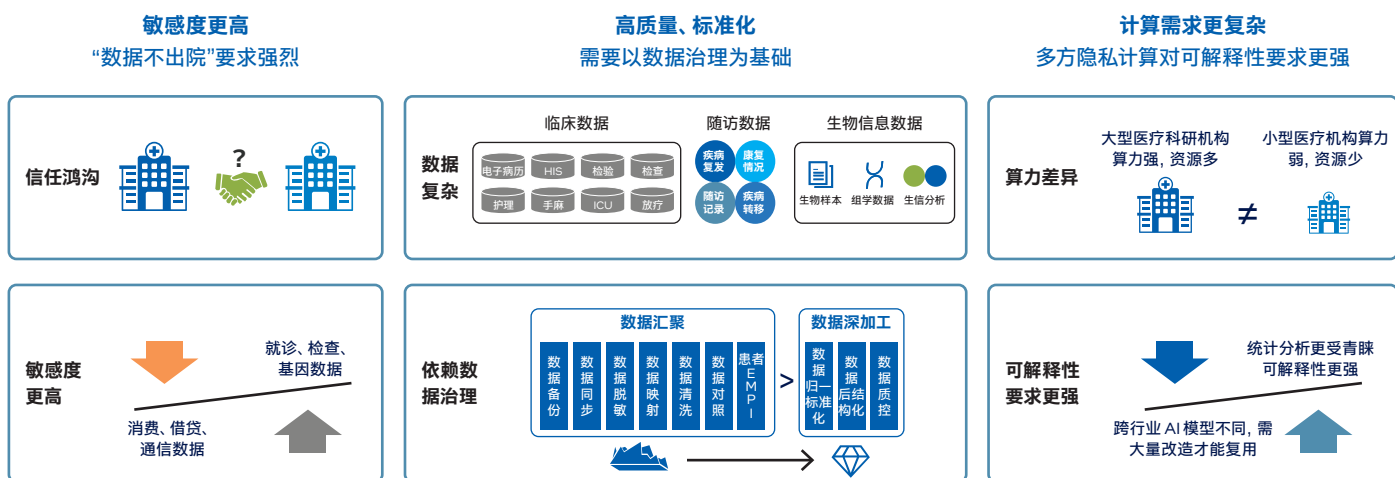 敏感度更高
“数据不出院”要求强烈
信任鸿沟
?
敏感度
更高
就诊、检查、
基因数据
消费、借贷、
通信数据
高质量、标准化
需要以数据治理为基础
数据
复杂
临床数据
电子病历
HIS
检验
检查
护理
手麻
ICU
放疗
随访数据
疾病
复发
康复
情况
随访
记录
疾病
转移
生物信息数据
生物样本
组学数据
生信分析
依赖数
据治理
数据汇聚
数据备份
数据同步
数据脱敏
数据映射
数据清洗
数据对照
患者EMPI
>
数据深加工
数据归一标准化
数据后结构化
数据质控
计算需求更复杂
多方隐私计算对可解释性要求更强
算力差异
大型医疗科研机构
算力强, 资源多
≠
小型医疗机构算力
弱, 资源少
可解释性
要求更强
统计分析更受青睐
可解释性更强
跨行业 AI 模型不同, 需
大量改造才能复用